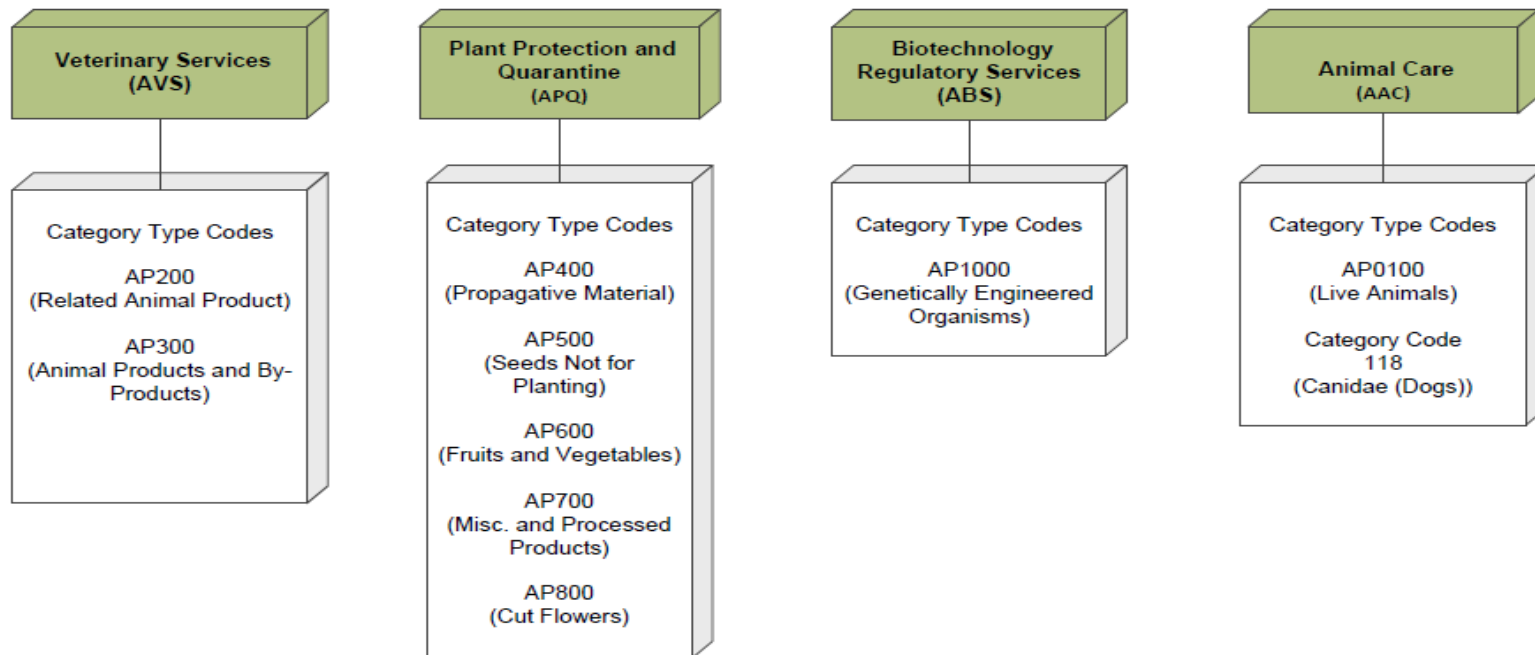 Veterinary Services
(AVS)
Category Type Codes
AP200
(Related Animal Product)
AP300
(Animal Products and By-
Products)
Plant Protection and
Quarantine
(APQ)
Category Type Codes
AP400
(Propagative Material)
AP500
(Seeds Not for
Planting)
AP600
(Fruits and Vegetables)
AP700
(Misc. and Processed
Products)
AP800
(Cut Flowers)
Biotechnology
Regulatory Services
(ABS)
Category Type Codes
AP1000
(Genetically Engineered
Organisms)
Animal Care
(AAC)
Category Type Codes
AP0100
(Live Animals)
Category Code
118
(Canidae (Dogs))